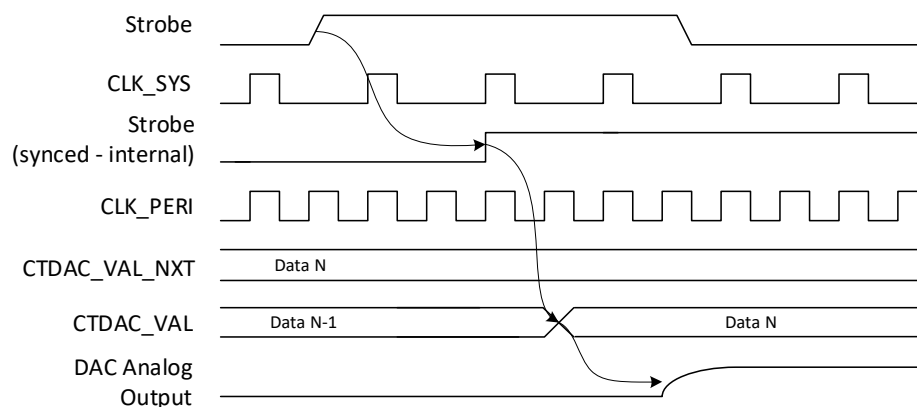 Strobe
CLK_SYS
Strobe
(synced - internal)
CLK_PERI
CTDAC_VAL_NXT
Data N
CTDAC_VAL
Data N-1
Data N
DAC Analog
Output